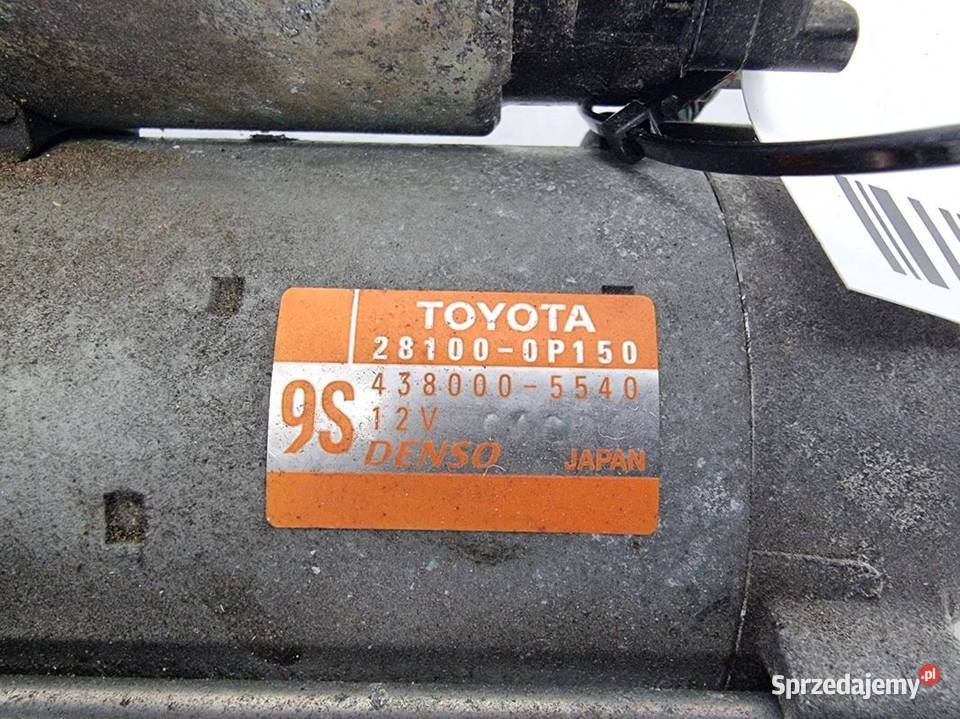 TOYOTA
28100-0P150
9S
438000-5540
12V
DENSO JAPAN
Sprzedajemy.pl